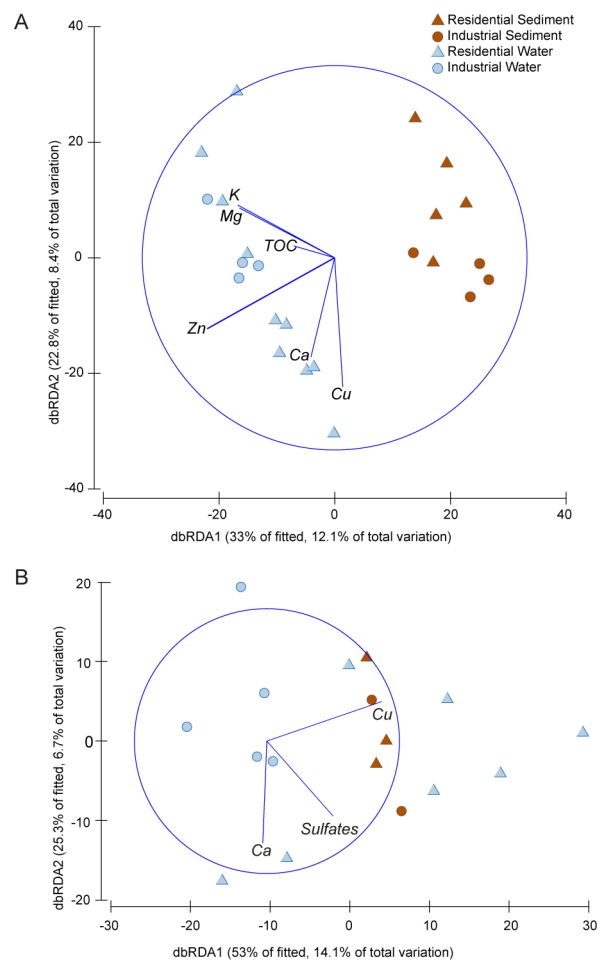 A
Residential Sediment
Industrial Sediment
Residential Water
Industrial Water
40
20
0
-20
-40
dbRDA2 (22.8% of fitted, 8.4% of total variation)
K
Mg
TOC
Zn
Ca
Cu
-40
-20
0
20
40
dbRDA1 (33% of fitted, 12.1% of total variation)
B
20
10
0
-10
-20
dbRDA2 (25.3% of fitted, 6.7% of total variation)
Cu
Sulfates
Ca
-30
-20
-10
0
10
20
30
dbRDA1 (53% of fitted, 14.1% of total variation)